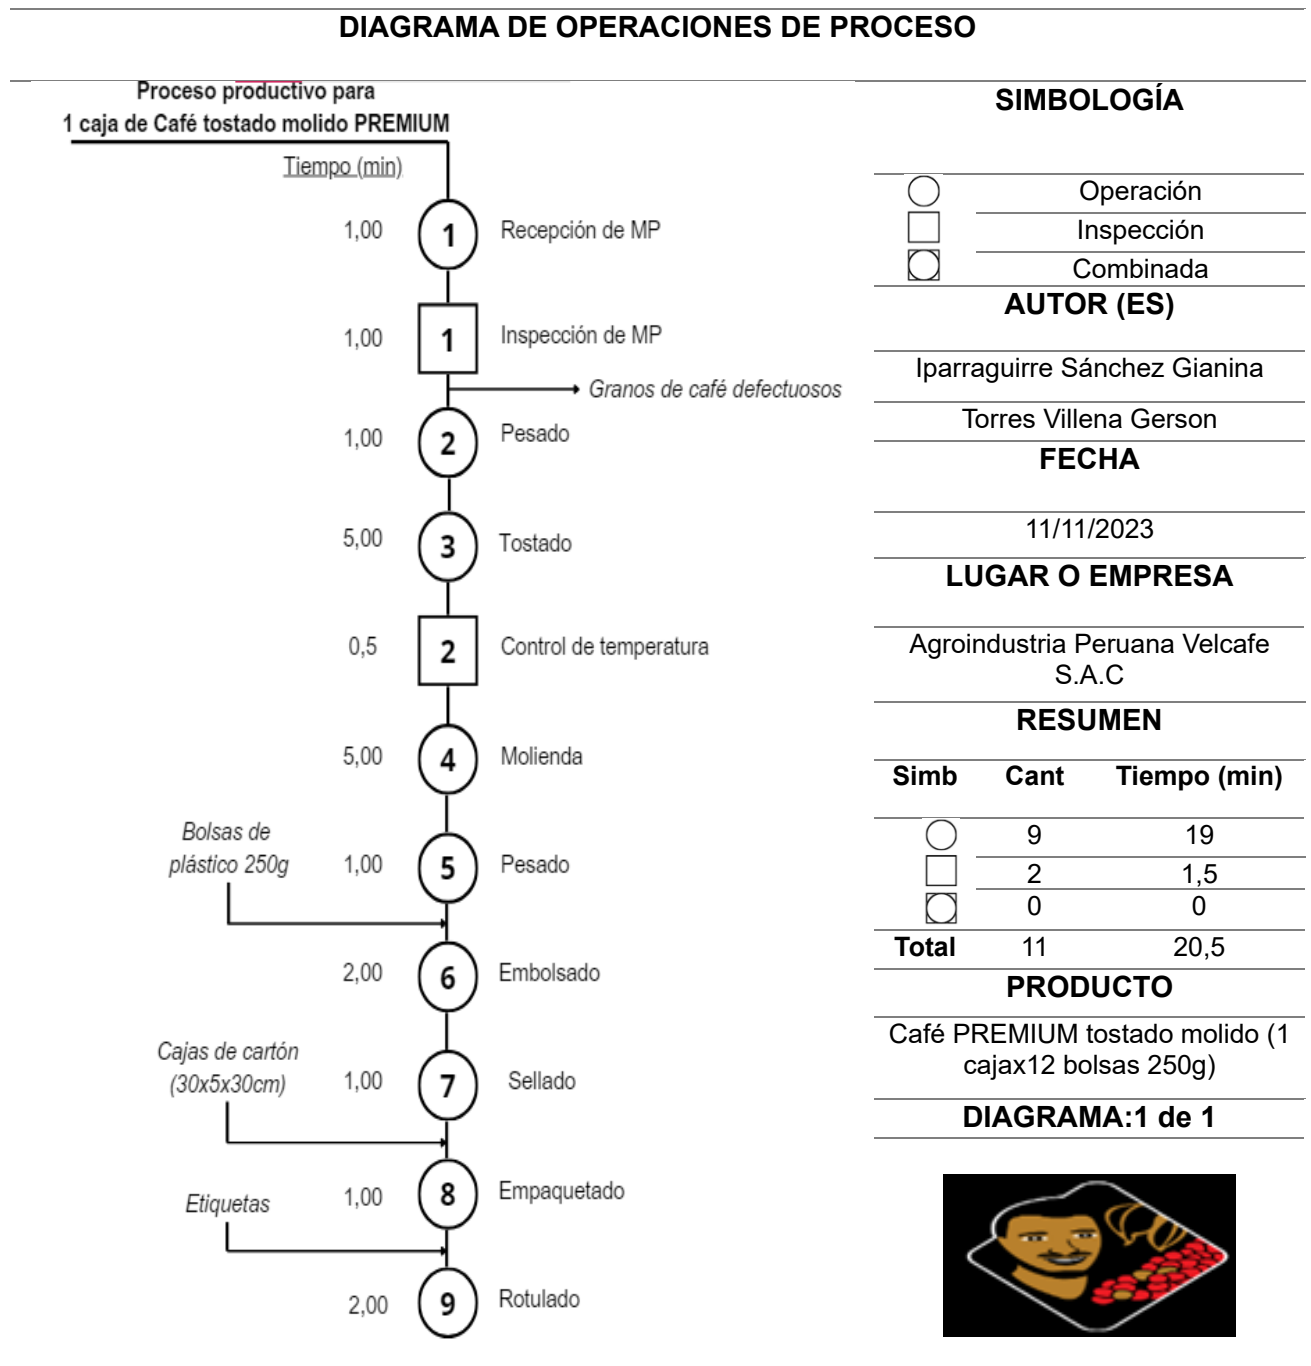 DIAGRAMA DE OPERACIONES DE PROCESO
Proceso productivo para
1 caja de Café tostado molido PREMIUM
Tiempo (min)
1,00
1
Recepción de MP
1,00
1
Inspección de MP
Granos de café defectuosos
1,00
2
Pesado
5,00
3
Tostado
0,5
2
Control de temperatura
5,00
4
Molienda
Bolsas de
plástico 250g
1,00
5
Pesado
2,00
6
Embolsado
Cajas de cartón
(30x5x30cm)
1,00
7
Sellado
Etiquetas
1,00
8
Empaquetado
2,00
9
Rotulado
SIMBOLOGÍA
Operación
Inspección
Combinada
AUTOR (ES)
Iparraguirre Sánchez Gianina
Torres Villena Gerson
FECHA
11/11/2023
LUGAR O EMPRESA
Agroindustria Peruana Velcafe
S.A.C
RESUMEN
Simb Cant Tiempo (min)
9 19
2 1,5
0 0
Total 11 20,5
PRODUCTO
Café PREMIUM tostado molido (1
cajax12 bolsas 250g)
DIAGRAMA:1 de 1